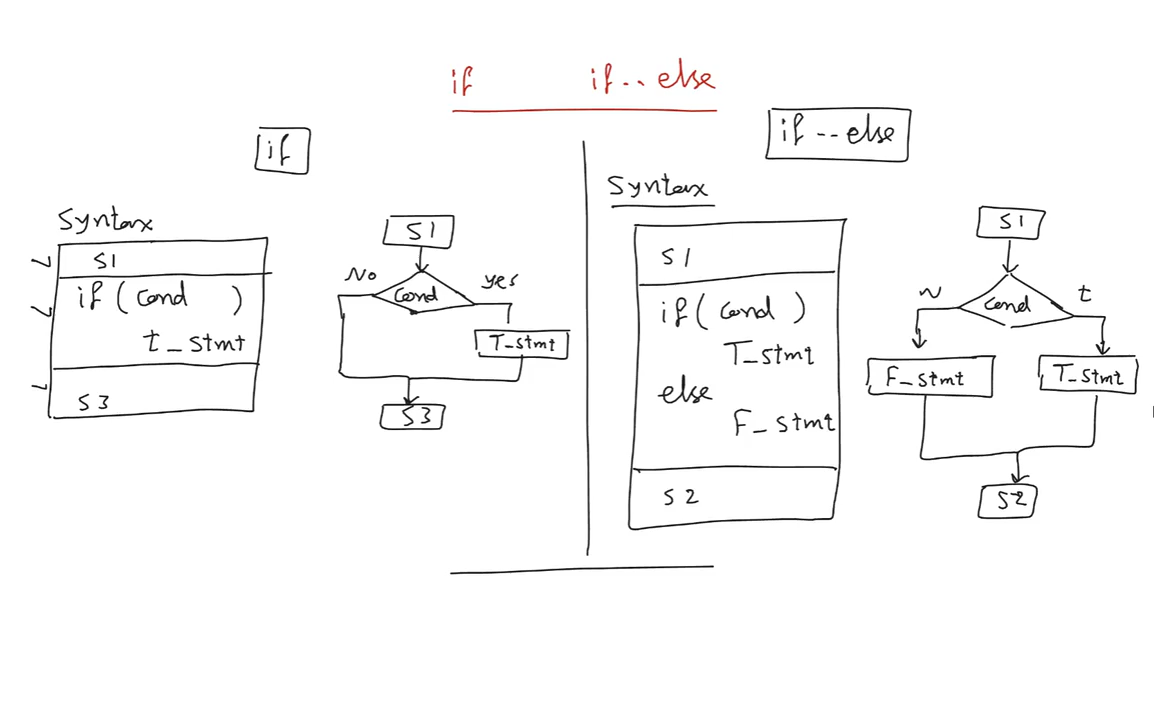 if if..else
if
Syntax
S1
if (Cond )
t_stmt
S3
S1
No yes
Cond
T-stmt
S3
if --else
Syntax
S1
if ( Cond )
T_stmt
else
F_stmt
S2
S1
N t
Cond
F_stmt T_stmt
S2